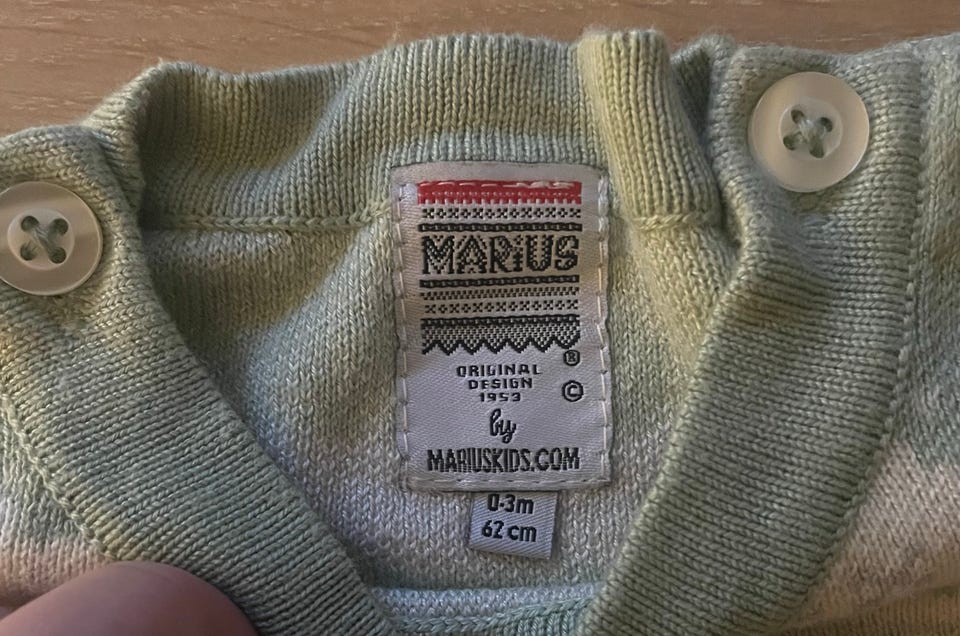 MARIUS
®
ORIGINAL
DESIGN
1953 ©
by
MARIUSKIDS.COM
0-3m
62 cm